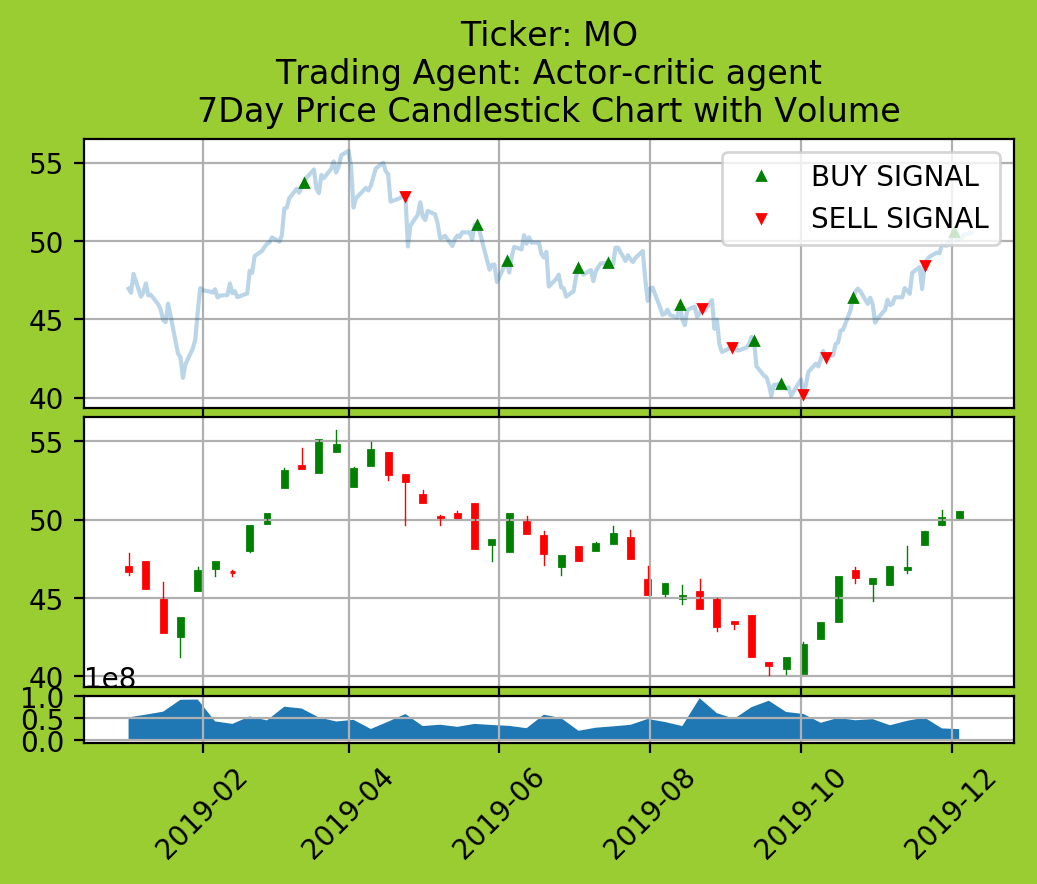 Ticker: MO
Trading Agent: Actor-critic agent
7Day Price Candlestick Chart with Volume
55
50
45
40
BUY SIGNAL
SELL SIGNAL
55
50
45
40
1e8
1.0
0.5
0.0
2019-02
2019-04
2019-06
2019-08
2019-10
2019-12